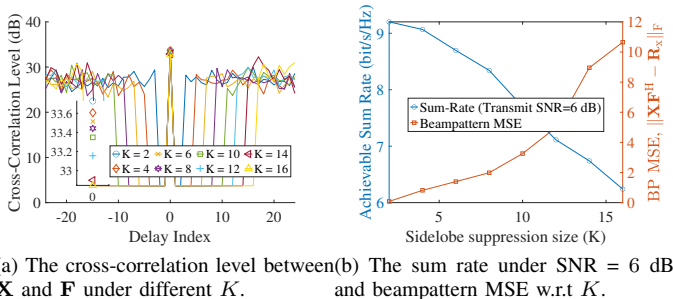 Cross-Correlation Level (dB)
40
30
20
10
0
33.6
33.4
33.2
33
0
K = 2 K = 6 K = 10 K = 14
K = 4 K = 8 K = 12 K = 16
-20 -10 0 10 20
Delay Index
Achievable Sum Rate (bit/s/Hz)
9
8
7
6
Sum-Rate (Transmit SNR=6 dB)
Beampattern MSE
12
10
8
6
4
2
0
BP MSE, ‖XF^H − R_x‖_F
5 10 15
Sidelobe suppression size (K)
a) The cross-correlation level between
X and F under different K.
(b) The sum rate under SNR = 6 dB
and beampattern MSE w.r.t K.